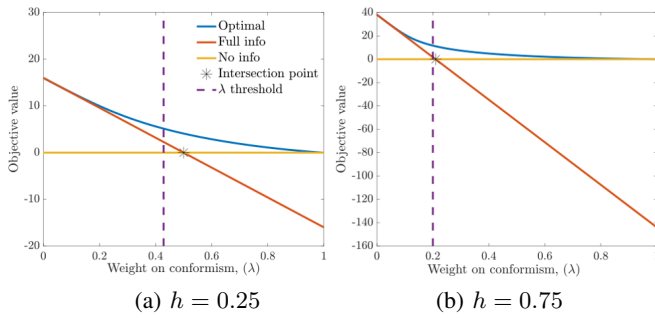 30
20
10
0
-10
-20
Objective value
Optimal
Full info
No info
Intersection point
λ threshold
0 0.2 0.4 0.6 0.8 1
Weight on conformism, (λ)
(a) h = 0.25
40
20
0
-20
-40
-60
-80
-100
-120
-140
-160
Objective value
0 0.2 0.4 0.6 0.8
Weight on conformism, (λ)
(b) h = 0.75